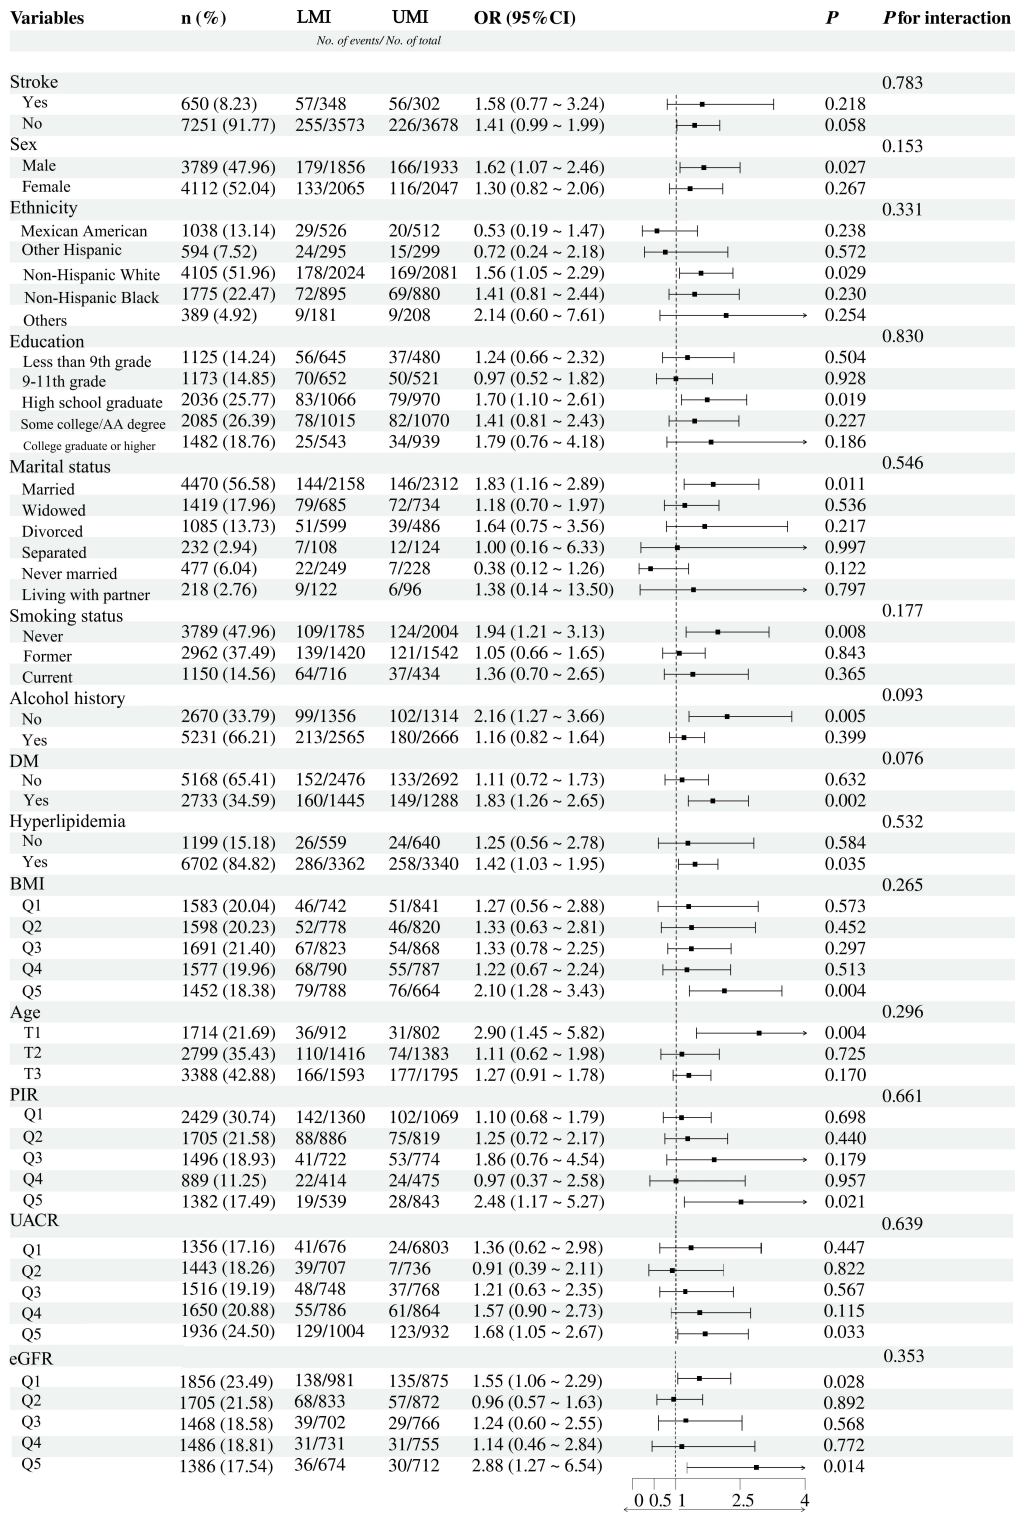 Variables n (%) LMI UMI OR (95%CI) P P for interaction
No. of events/ No. of total
Stroke 0.783
Yes 650 (8.23) 57/348 56/302 1.58 (0.77 ~ 3.24) 0.218
No 7251 (91.77) 255/3573 226/3678 1.41 (0.99 ~ 1.99) 0.058
Sex 0.153
Male 3789 (47.96) 179/1856 166/1933 1.62 (1.07 ~ 2.46) 0.027
Female 4112 (52.04) 133/2065 116/2047 1.30 (0.82 ~ 2.06) 0.267
Ethnicity 0.331
Mexican American 1038 (13.14) 29/526 20/512 0.53 (0.19 ~ 1.47) 0.238
Other Hispanic 594 (7.52) 24/295 15/299 0.72 (0.24 ~ 2.18) 0.572
Non-Hispanic White 4105 (51.96) 178/2024 169/2081 1.56 (1.05 ~ 2.29) 0.029
Non-Hispanic Black 1775 (22.47) 72/895 69/880 1.41 (0.81 ~ 2.44) 0.230
Others 389 (4.92) 9/181 9/208 2.14 (0.60 ~ 7.61) 0.254
Education 0.830
Less than 9th grade 1125 (14.24) 56/645 37/480 1.24 (0.66 ~ 2.32) 0.504
9-11th grade 1173 (14.85) 70/652 50/521 0.97 (0.52 ~ 1.82) 0.928
High school graduate 2036 (25.77) 83/1066 79/970 1.70 (1.10 ~ 2.61) 0.019
Some college/AA degree 2085 (26.39) 78/1015 82/1070 1.41 (0.81 ~ 2.43) 0.227
College graduate or higher 1482 (18.76) 25/543 34/939 1.79 (0.76 ~ 4.18) 0.186
Marital status 0.546
Married 4470 (56.58) 144/2158 146/2312 1.83 (1.16 ~ 2.89) 0.011
Widowed 1419 (17.96) 79/685 72/734 1.18 (0.70 ~ 1.97) 0.536
Divorced 1085 (13.73) 51/599 39/486 1.64 (0.75 ~ 3.56) 0.217
Separated 232 (2.94) 7/108 12/124 1.00 (0.16 ~ 6.33) 0.997
Never married 477 (6.04) 22/249 7/228 0.38 (0.12 ~ 1.26) 0.122
Living with partner 218 (2.76) 9/122 6/96 1.38 (0.14 ~ 13.50) 0.797
Smoking status 0.177
Never 3789 (47.96) 109/1785 124/2004 1.94 (1.21 ~ 3.13) 0.008
Former 2962 (37.49) 139/1420 121/1542 1.05 (0.66 ~ 1.65) 0.843
Current 1150 (14.56) 64/716 37/434 1.36 (0.70 ~ 2.65) 0.365
Alcohol history 0.093
No 2670 (33.79) 99/1356 102/1314 2.16 (1.27 ~ 3.66) 0.005
Yes 5231 (66.21) 213/2565 180/2666 1.16 (0.82 ~ 1.64) 0.399
DM 0.076
No 5168 (65.41) 152/2476 133/2692 1.11 (0.72 ~ 1.73) 0.632
Yes 2733 (34.59) 160/1445 149/1288 1.83 (1.26 ~ 2.65) 0.002
Hyperlipidemia 0.532
No 1199 (15.18) 26/559 24/640 1.25 (0.56 ~ 2.78) 0.584
Yes 6702 (84.82) 286/3362 258/3340 1.42 (1.03 ~ 1.95) 0.035
BMI 0.265
Q1 1583 (20.04) 46/742 51/841 1.27 (0.56 ~ 2.88) 0.573
Q2 1598 (20.23) 52/778 46/820 1.33 (0.63 ~ 2.81) 0.452
Q3 1691 (21.40) 67/823 54/868 1.33 (0.78 ~ 2.25) 0.297
Q4 1577 (19.96) 68/790 55/787 1.22 (0.67 ~ 2.24) 0.513
Q5 1452 (18.38) 79/788 76/664 2.10 (1.28 ~ 3.43) 0.004
Age 0.296
T1 1714 (21.69) 36/912 31/802 2.90 (1.45 ~ 5.82) 0.004
T2 2799 (35.43) 110/1416 74/1383 1.11 (0.62 ~ 1.98) 0.725
T3 3388 (42.88) 166/1593 177/1795 1.27 (0.91 ~ 1.78) 0.170
PIR 0.661
Q1 2429 (30.74) 142/1360 102/1069 1.10 (0.68 ~ 1.79) 0.698
Q2 1705 (21.58) 88/886 75/819 1.25 (0.72 ~ 2.17) 0.440
Q3 1496 (18.93) 41/722 53/774 1.86 (0.76 ~ 4.54) 0.179
Q4 889 (11.25) 22/414 24/475 0.97 (0.37 ~ 2.58) 0.957
Q5 1382 (17.49) 19/539 28/843 2.48 (1.17 ~ 5.27) 0.021
UACR 0.639
Q1 1356 (17.16) 41/676 24/6803 1.36 (0.62 ~ 2.98) 0.447
Q2 1443 (18.26) 39/707 7/736 0.91 (0.39 ~ 2.11) 0.822
Q3 1516 (19.19) 48/748 37/768 1.21 (0.63 ~ 2.35) 0.567
Q4 1650 (20.88) 55/786 61/864 1.57 (0.90 ~ 2.73) 0.115
Q5 1936 (24.50) 129/1004 123/932 1.68 (1.05 ~ 2.67) 0.033
eGFR 0.353
Q1 1856 (23.49) 138/981 135/875 1.55 (1.06 ~ 2.29) 0.028
Q2 1705 (21.58) 68/833 57/872 0.96 (0.57 ~ 1.63) 0.892
Q3 1468 (18.58) 39/702 29/766 1.24 (0.60 ~ 2.55) 0.568
Q4 1486 (18.81) 31/731 31/755 1.14 (0.46 ~ 2.84) 0.772
Q5 1386 (17.54) 36/674 30/712 2.88 (1.27 ~ 6.54) 0.014
0 0.5 1 2.5 4